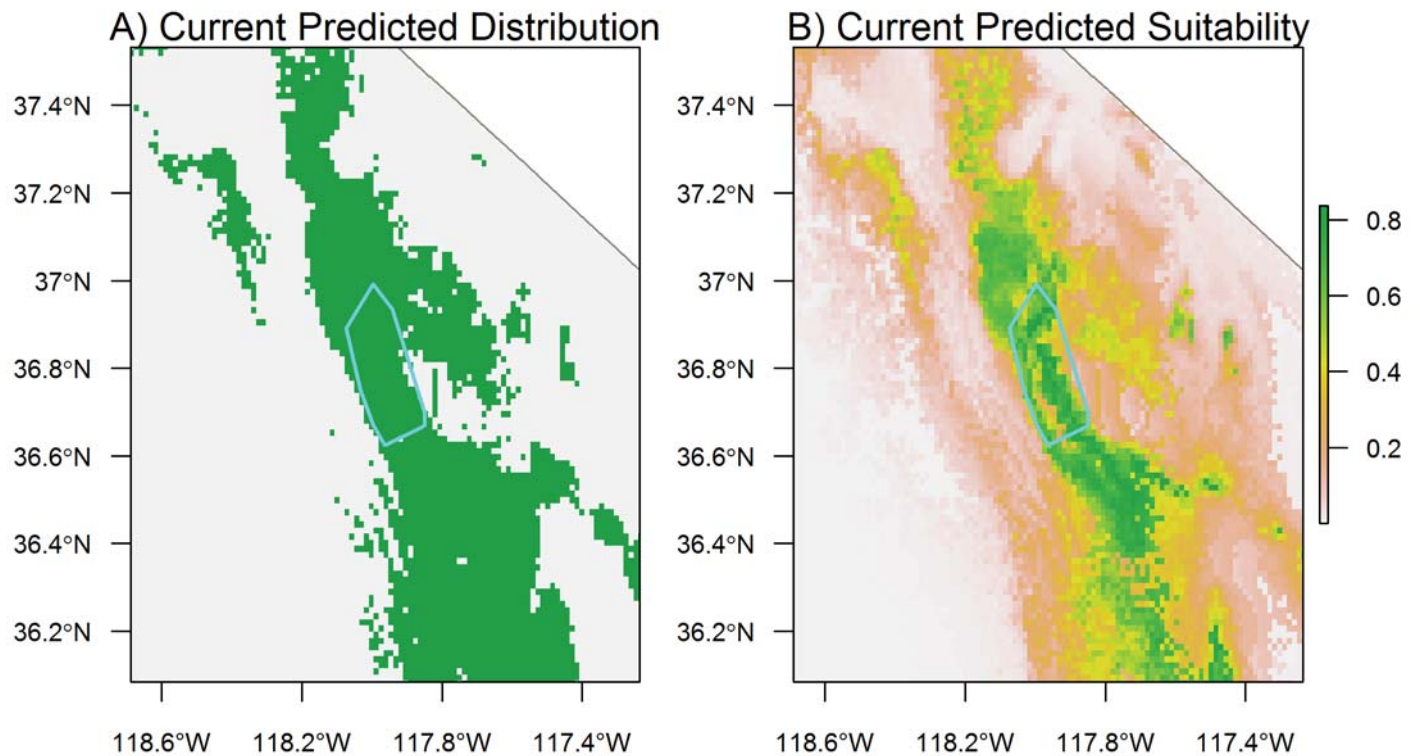 A) Current Predicted Distribution
37.4°N
37.2°N
37°N
36.8°N
36.6°N
36.4°N
36.2°N
118.6°W 118.2°W 117.8°W 117.4°W
B) Current Predicted Suitability
37.4°N
37.2°N
37°N
36.8°N
36.6°N
36.4°N
36.2°N
118.6°W 118.2°W 117.8°W 117.4°W
0.8
0.6
0.4
0.2